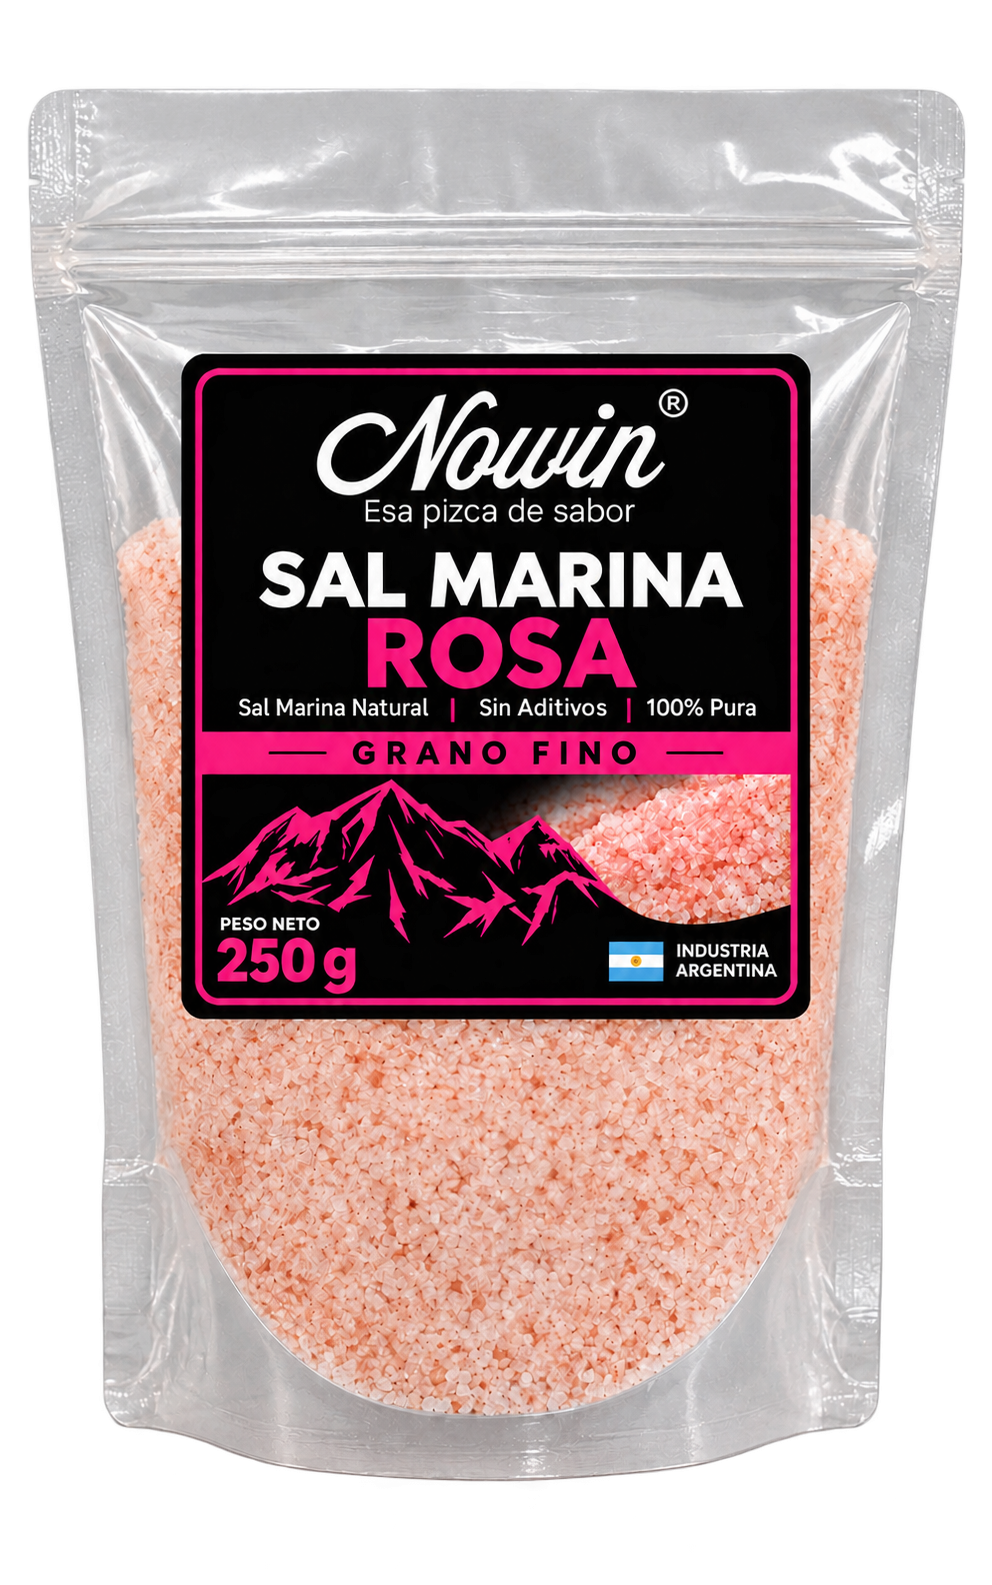 Nowin®
Esa pizca de sabor
SAL MARINA
ROSA
Sal Marina Natural | Sin Aditivos | 100% Pura
GRANO FINO
PESO NETO
250 g
INDUSTRIA
ARGENTINA